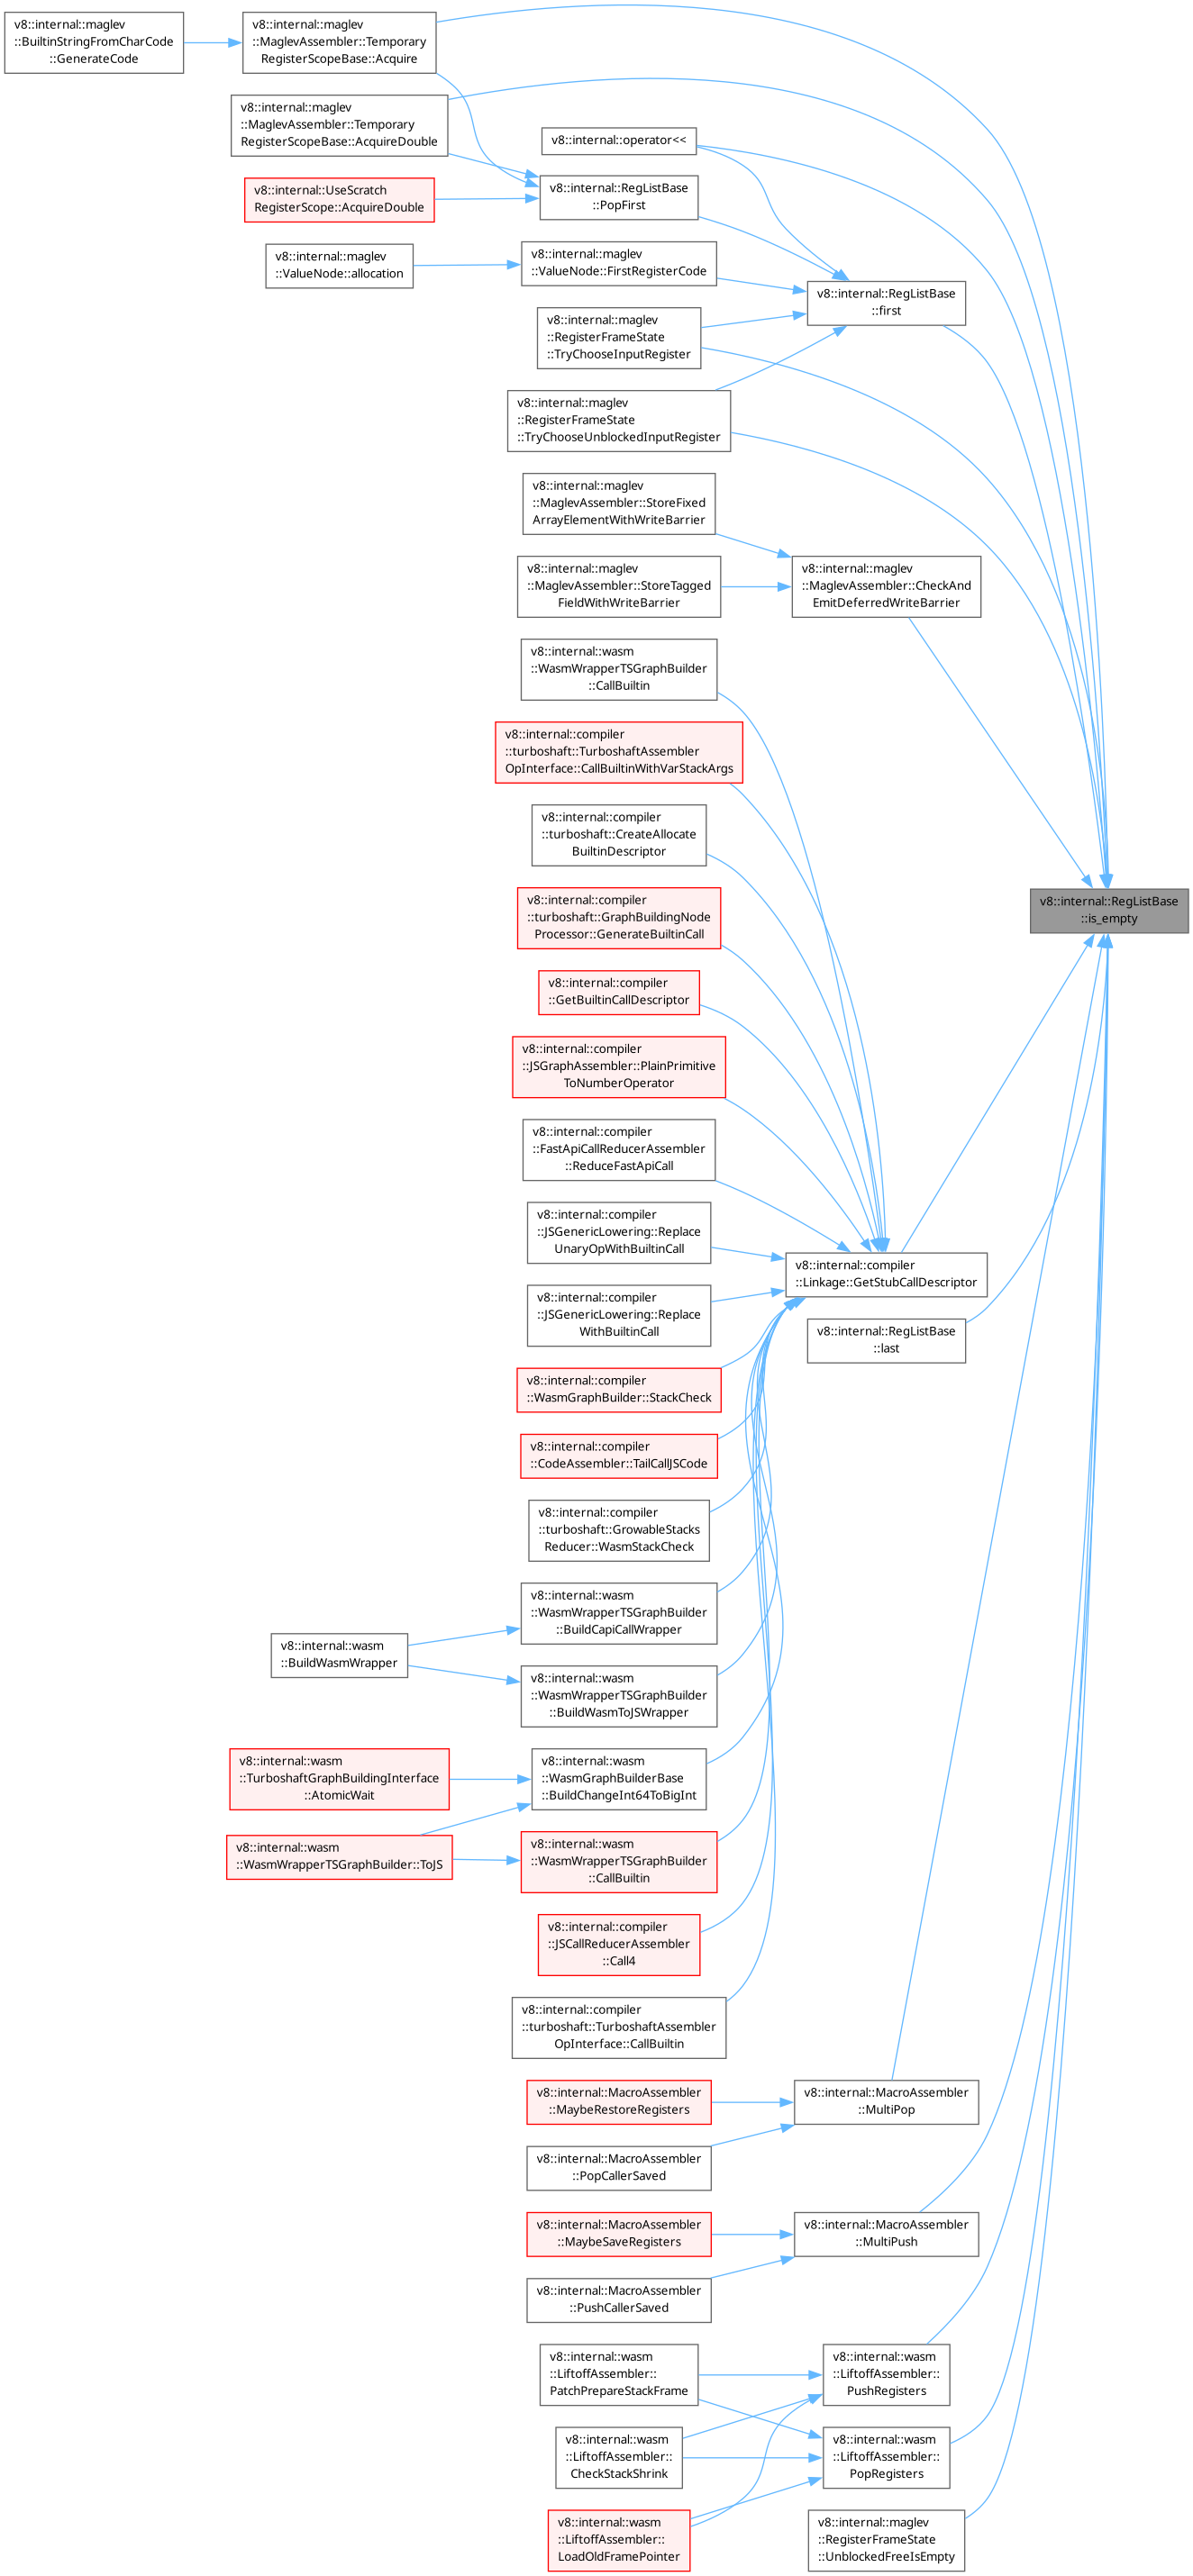 v8::internal::maglev
::BuiltinStringFromCharCode
::GenerateCode
v8::internal::maglev
::MaglevAssembler::Temporary
RegisterScopeBase::Acquire
v8::internal::maglev
::MaglevAssembler::Temporary
RegisterScopeBase::AcquireDouble
v8::internal::operator<<
v8::internal::UseScratch
RegisterScope::AcquireDouble
v8::internal::RegListBase
::PopFirst
v8::internal::maglev
::ValueNode::allocation
v8::internal::maglev
::ValueNode::FirstRegisterCode
v8::internal::RegListBase
::first
v8::internal::maglev
::RegisterFrameState
::TryChooseInputRegister
v8::internal::maglev
::RegisterFrameState
::TryChooseUnblockedInputRegister
v8::internal::maglev
::MaglevAssembler::StoreFixed
ArrayElementWithWriteBarrier
v8::internal::maglev
::MaglevAssembler::StoreTagged
FieldWithWriteBarrier
v8::internal::maglev
::MaglevAssembler::CheckAnd
EmitDeferredWriteBarrier
v8::internal::wasm
::WasmWrapperTSGraphBuilder
::CallBuiltin
v8::internal::compiler
::turboshaft::TurboshaftAssembler
OpInterface::CallBuiltinWithVarStackArgs
v8::internal::compiler
::turboshaft::CreateAllocate
BuiltinDescriptor
v8::internal::compiler
::turboshaft::GraphBuildingNode
Processor::GenerateBuiltinCall
v8::internal::RegListBase
::is_empty
v8::internal::compiler
::GetBuiltinCallDescriptor
v8::internal::compiler
::JSGraphAssembler::PlainPrimitive
ToNumberOperator
v8::internal::compiler
::FastApiCallReducerAssembler
::ReduceFastApiCall
v8::internal::compiler
::JSGenericLowering::Replace
UnaryOpWithBuiltinCall
v8::internal::compiler
::Linkage::GetStubCallDescriptor
v8::internal::compiler
::JSGenericLowering::Replace
WithBuiltinCall
v8::internal::RegListBase
::last
v8::internal::compiler
::WasmGraphBuilder::StackCheck
v8::internal::compiler
::CodeAssembler::TailCallJSCode
v8::internal::compiler
::turboshaft::GrowableStacks
Reducer::WasmStackCheck
v8::internal::wasm
::WasmWrapperTSGraphBuilder
::BuildCapiCallWrapper
v8::internal::wasm
::BuildWasmWrapper
v8::internal::wasm
::WasmWrapperTSGraphBuilder
::BuildWasmToJSWrapper
v8::internal::wasm
::TurboshaftGraphBuildingInterface
::AtomicWait
v8::internal::wasm
::WasmGraphBuilderBase
::BuildChangeInt64ToBigInt
v8::internal::wasm
::WasmWrapperTSGraphBuilder::ToJS
v8::internal::wasm
::WasmWrapperTSGraphBuilder
::CallBuiltin
v8::internal::compiler
::JSCallReducerAssembler
::Call4
v8::internal::compiler
::turboshaft::TurboshaftAssembler
OpInterface::CallBuiltin
v8::internal::MacroAssembler
::MaybeRestoreRegisters
v8::internal::MacroAssembler
::MultiPop
v8::internal::MacroAssembler
::PopCallerSaved
v8::internal::MacroAssembler
::MaybeSaveRegisters
v8::internal::MacroAssembler
::MultiPush
v8::internal::MacroAssembler
::PushCallerSaved
v8::internal::wasm
::LiftoffAssembler::
PatchPrepareStackFrame
v8::internal::wasm
::LiftoffAssembler::
PushRegisters
v8::internal::wasm
::LiftoffAssembler::
CheckStackShrink
v8::internal::wasm
::LiftoffAssembler::
PopRegisters
v8::internal::wasm
::LiftoffAssembler::
LoadOldFramePointer
v8::internal::maglev
::RegisterFrameState
::UnblockedFreeIsEmpty